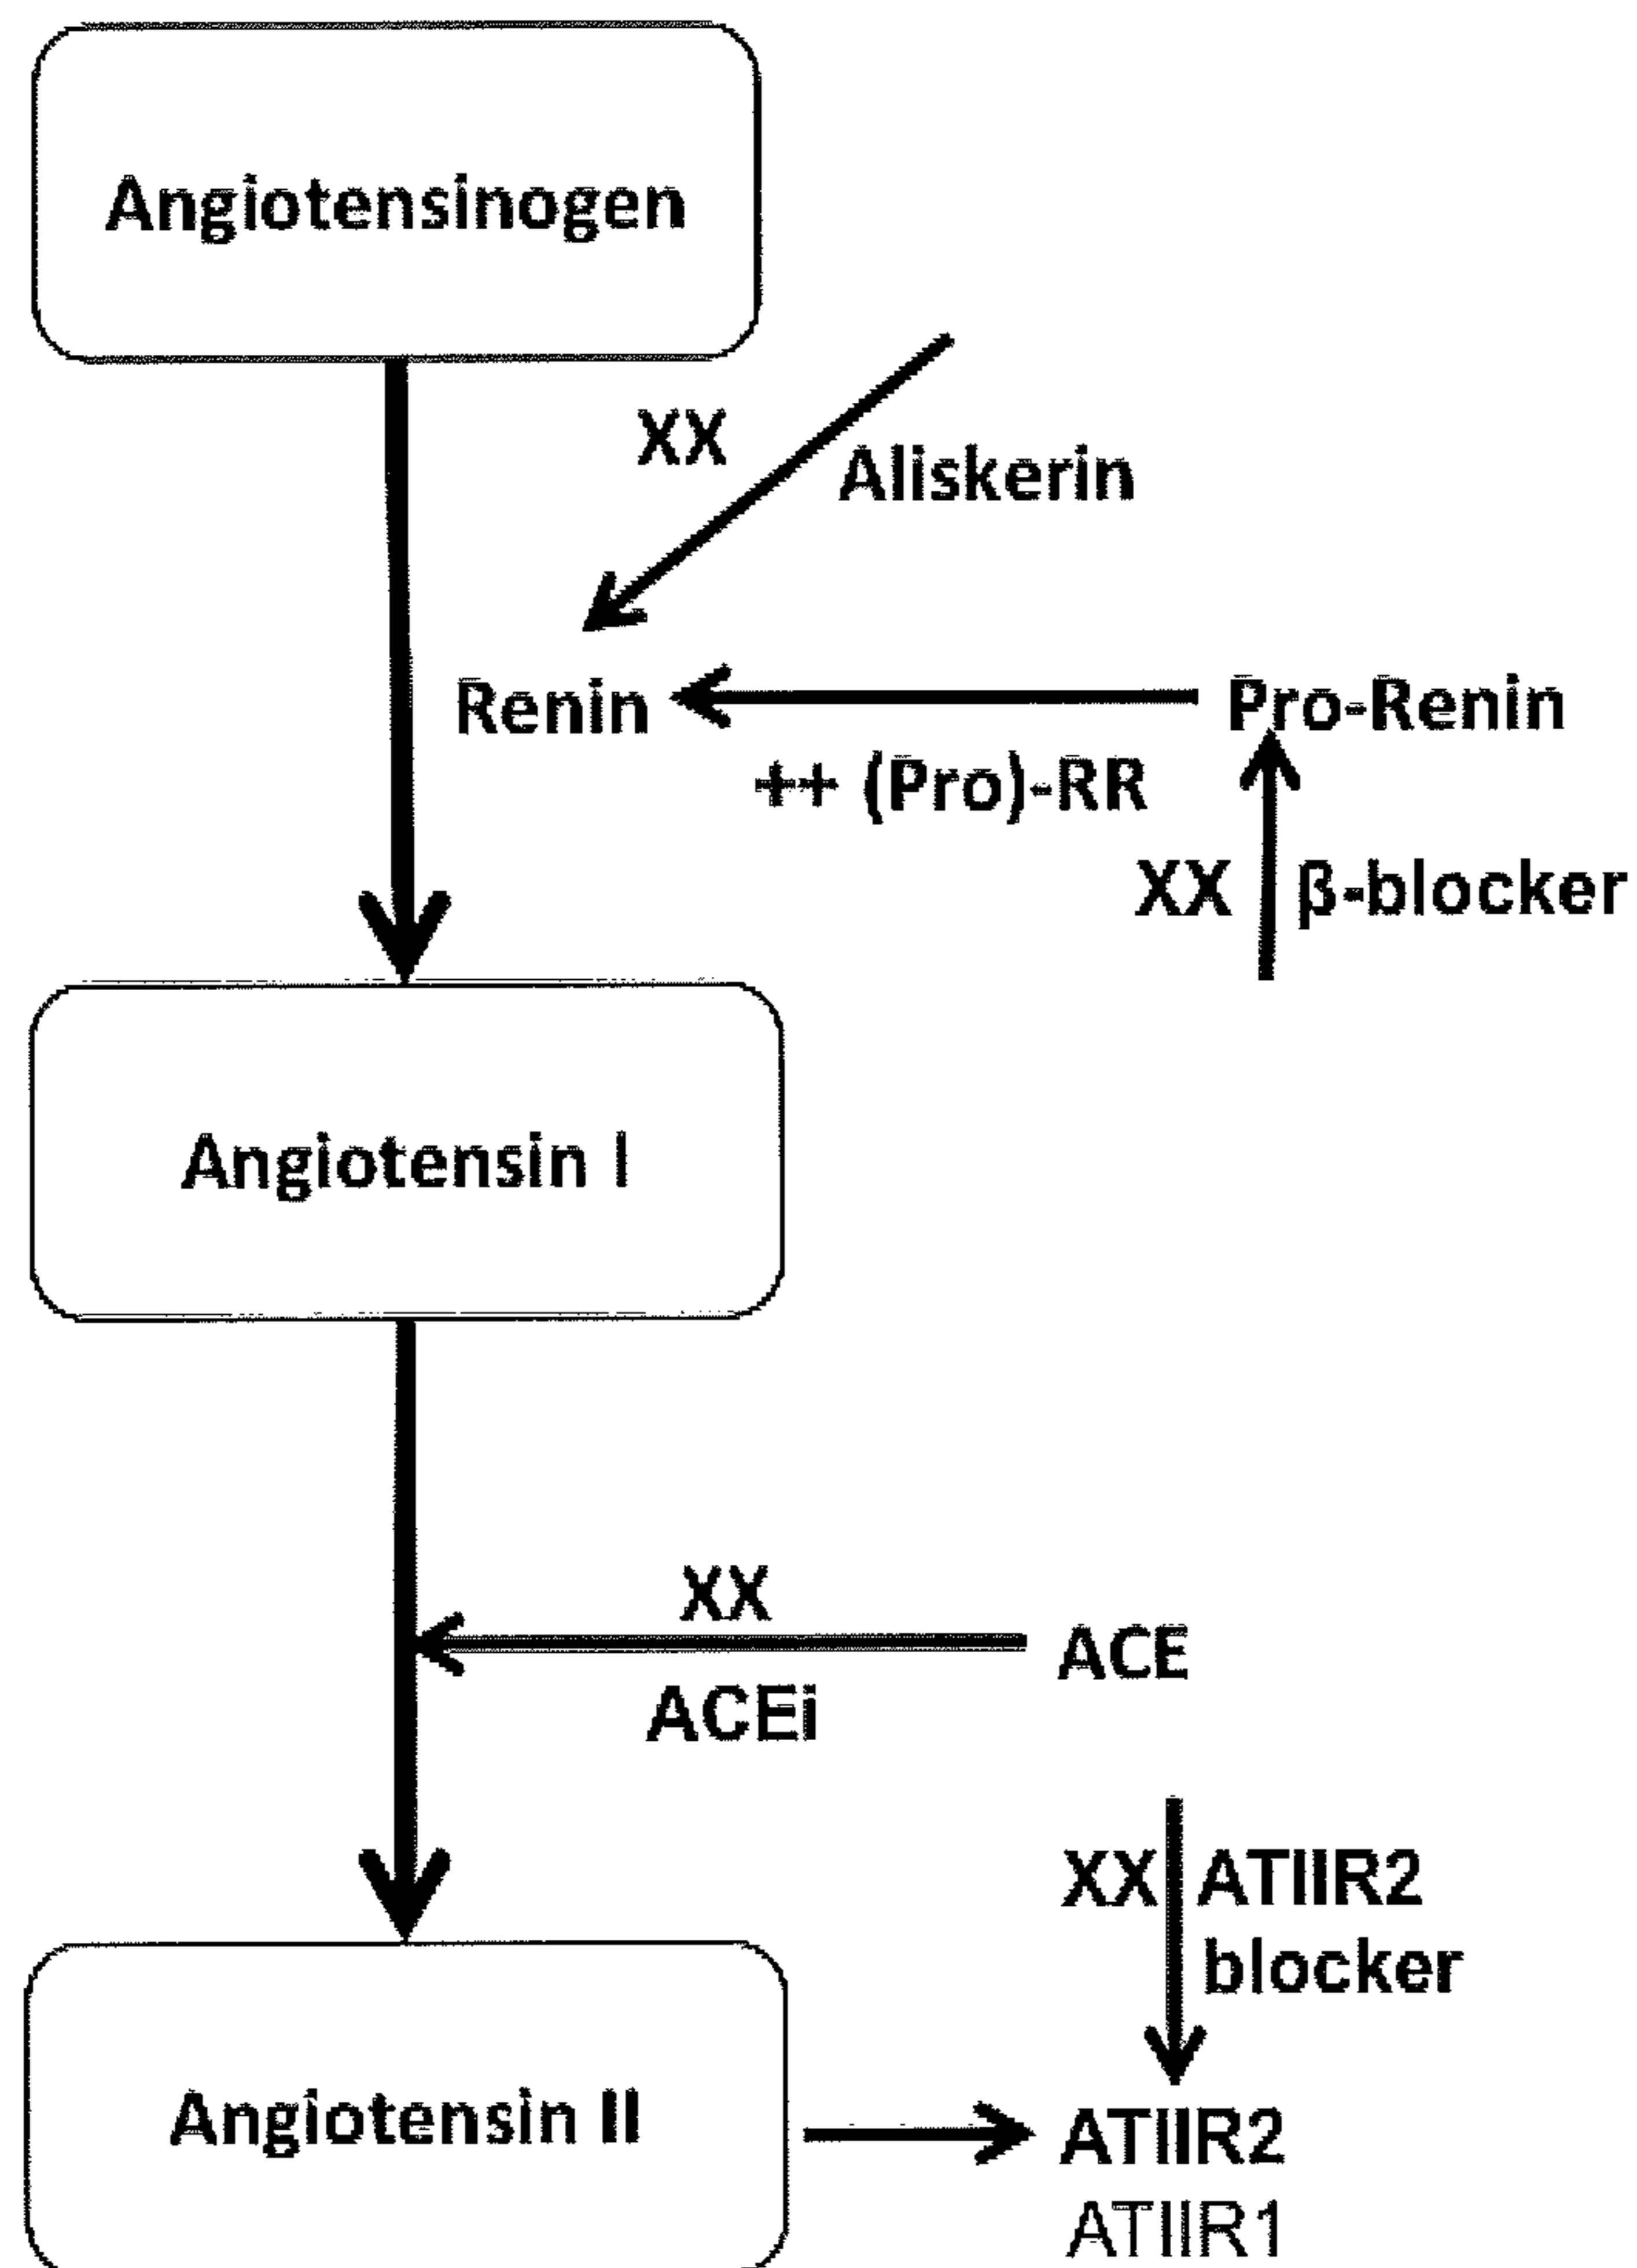 Angiotensinogen
XX
Aliskerin
Renin
Pro-Renin
++ (Pro)-RR
XX
β-blocker
Angiotensin I
XX
ACE
ACEi
XX
ATIIR2
blocker
Angiotensin II
ATIIR2
ATIIR1